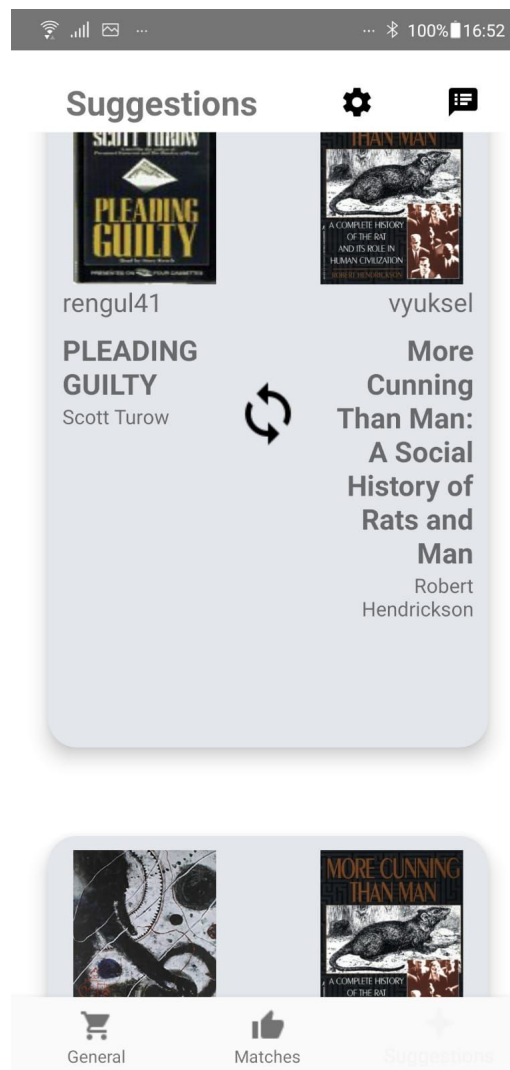 ... ... 100% 16:52
Suggestions
SCOTT TUROW
PLEADING
GUILTY
THAN MAN
A COMPLETE HISTORY
OF THE RAT
AND ITS ROLE IN
HUMAN CIVILIZATION
ROBERT HENDRICKSON
rengul41
vyuksel
PLEADING
GUILTY
Scott Turow
More
Cunning
Than Man:
A Social
History of
Rats and
Man
Robert
Hendrickson
MORE CUNNING
THAN MAN
A COMPLETE HISTORY
OF THE RAT
General
Matches
Suggestions